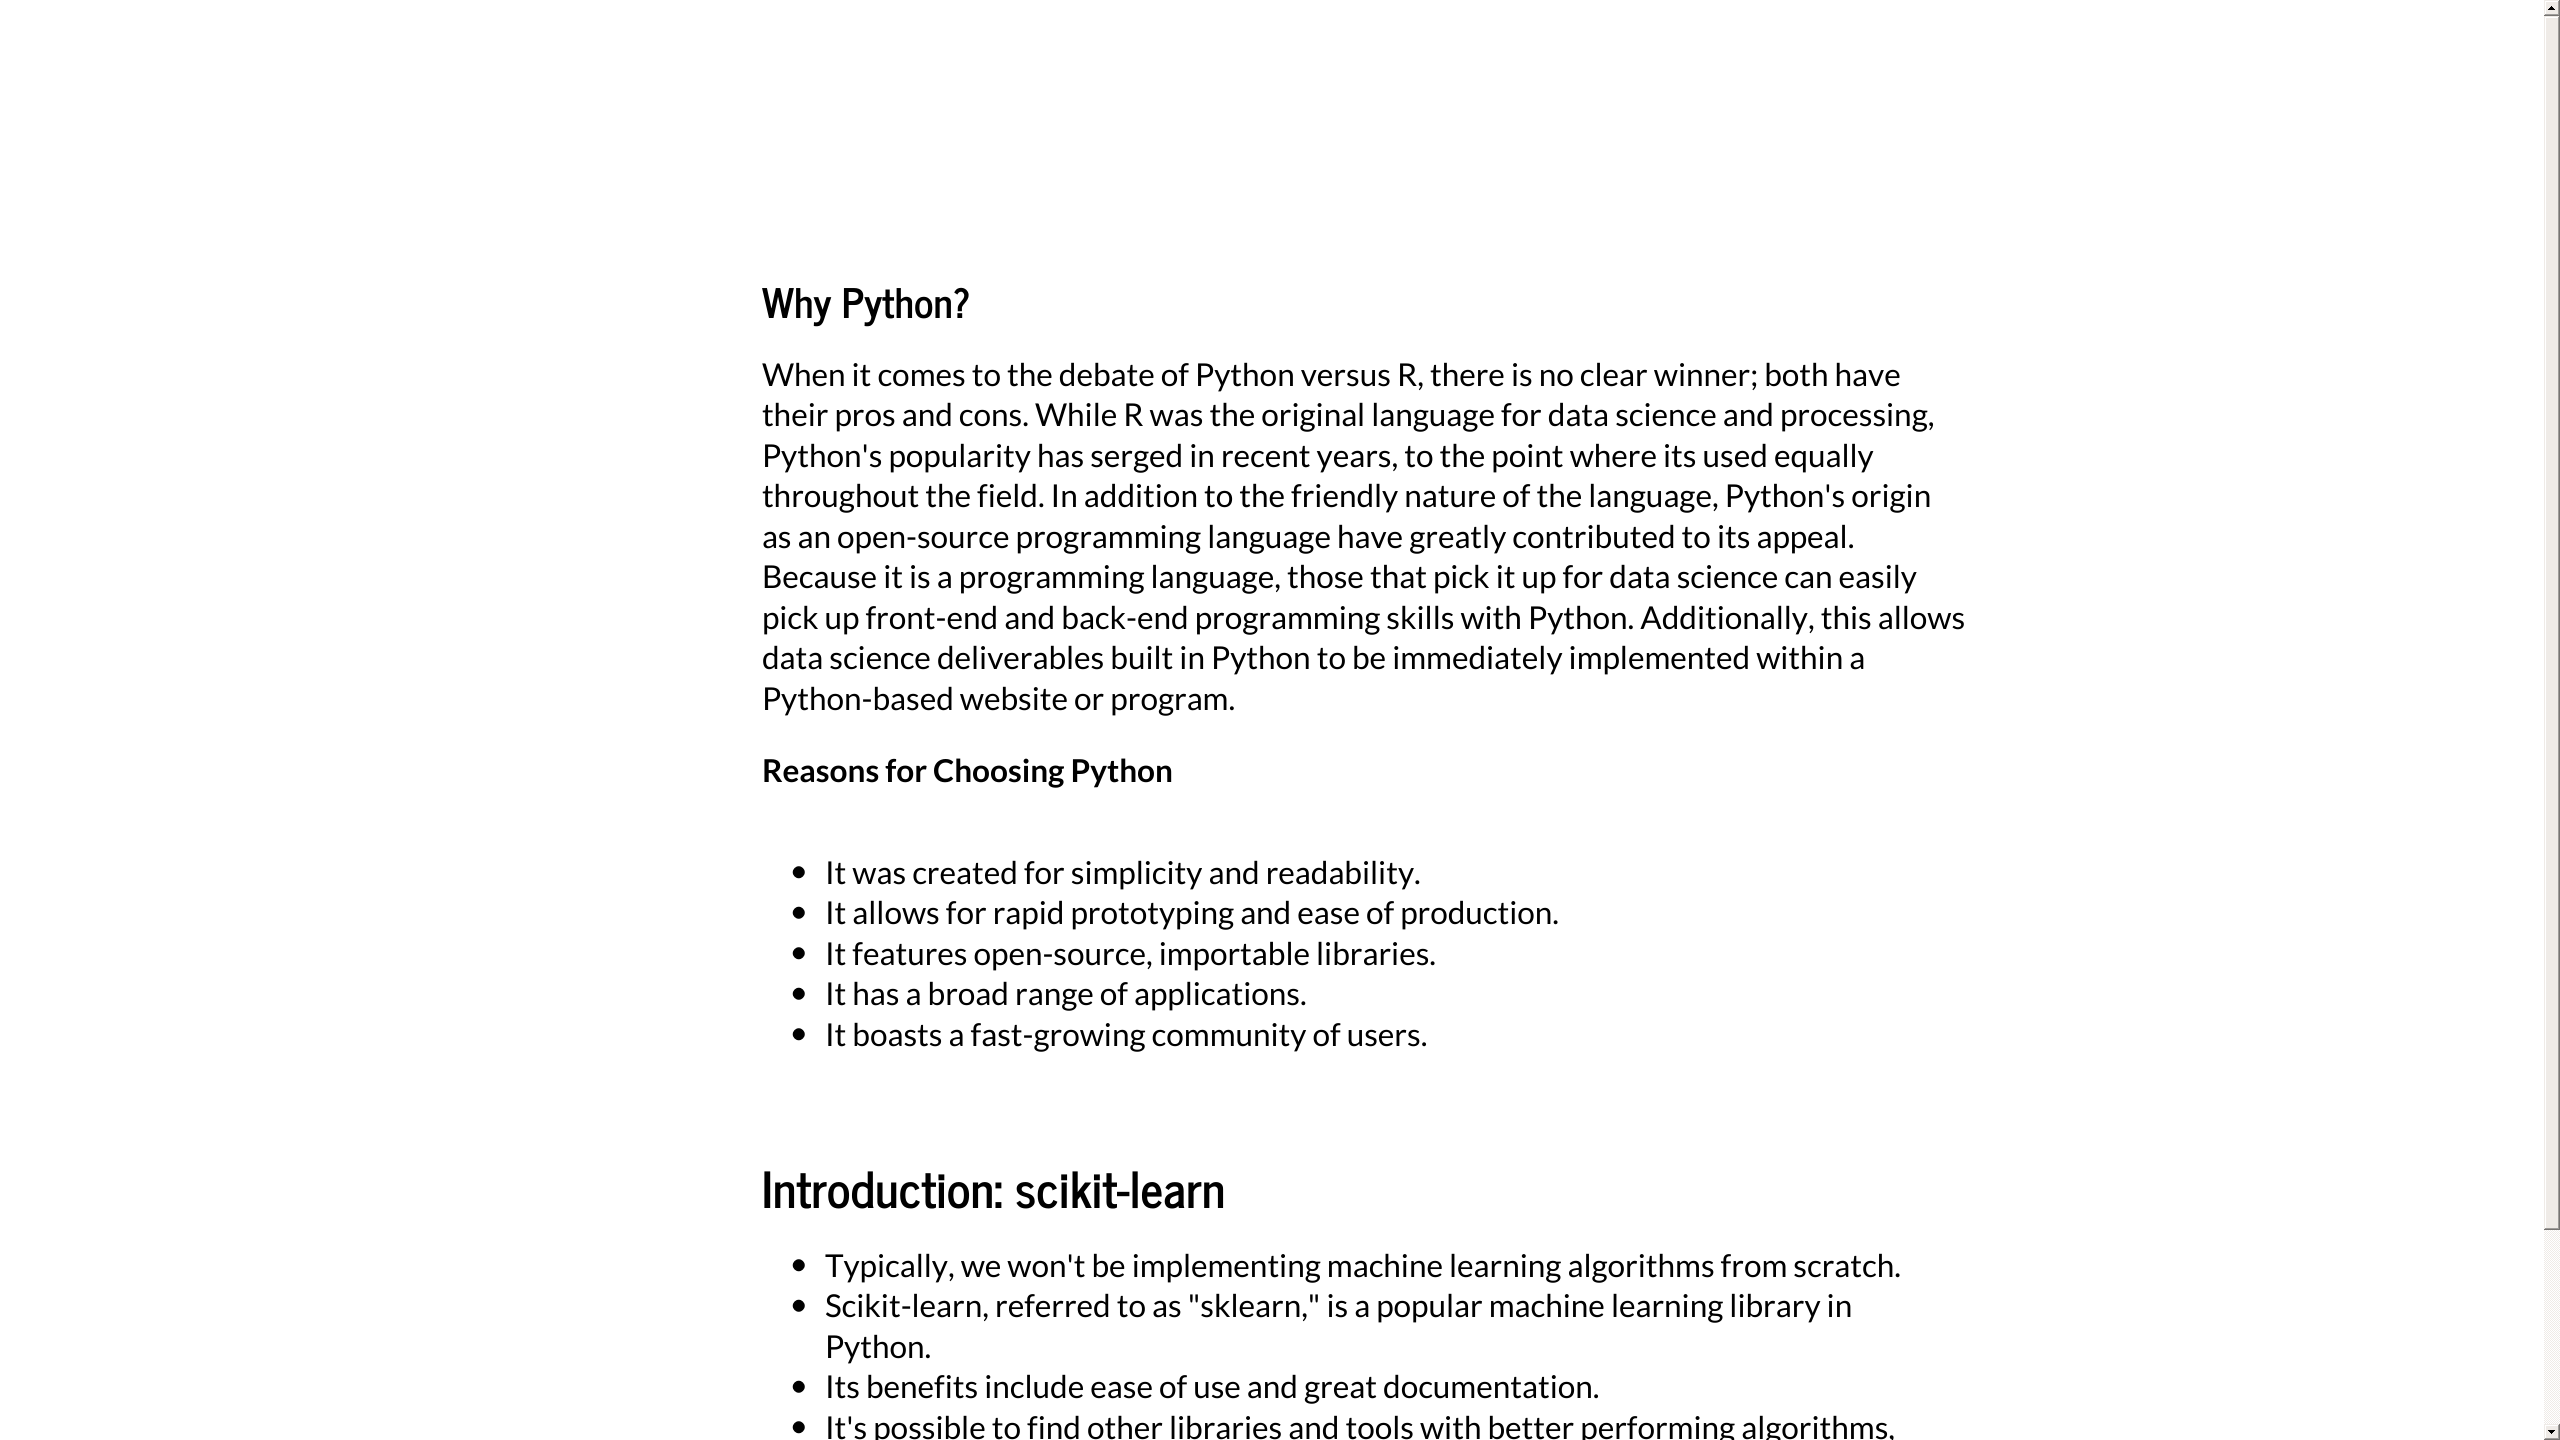 Why Python?
When it comes to the debate of Python versus R, there is no clear winner; both have
their pros and cons. While R was the original language for data science and processing,
Python's popularity has serged in recent years, to the point where its used equally
throughout the field. In addition to the friendly nature of the language, Python's origin
as an open-source programming language have greatly contributed to its appeal.
Because it is a programming language, those that pick it up for data science can easily
pick up front-end and back-end programming skills with Python. Additionally, this allows
data science deliverables built in Python to be immediately implemented within a
Python-based website or program.
Reasons for Choosing Python
• It was created for simplicity and readability.
• It allows for rapid prototyping and ease of production.
• It features open-source, importable libraries.
• It has a broad range of applications.
• It boasts a fast-growing community of users.
Introduction: scikit-learn
• Typically, we won't be implementing machine learning algorithms from scratch.
• Scikit-learn, referred to as "sklearn," is a popular machine learning library in
Python.
• Its benefits include ease of use and great documentation.
• It's possible to find other libraries and tools with better performing algorithms,